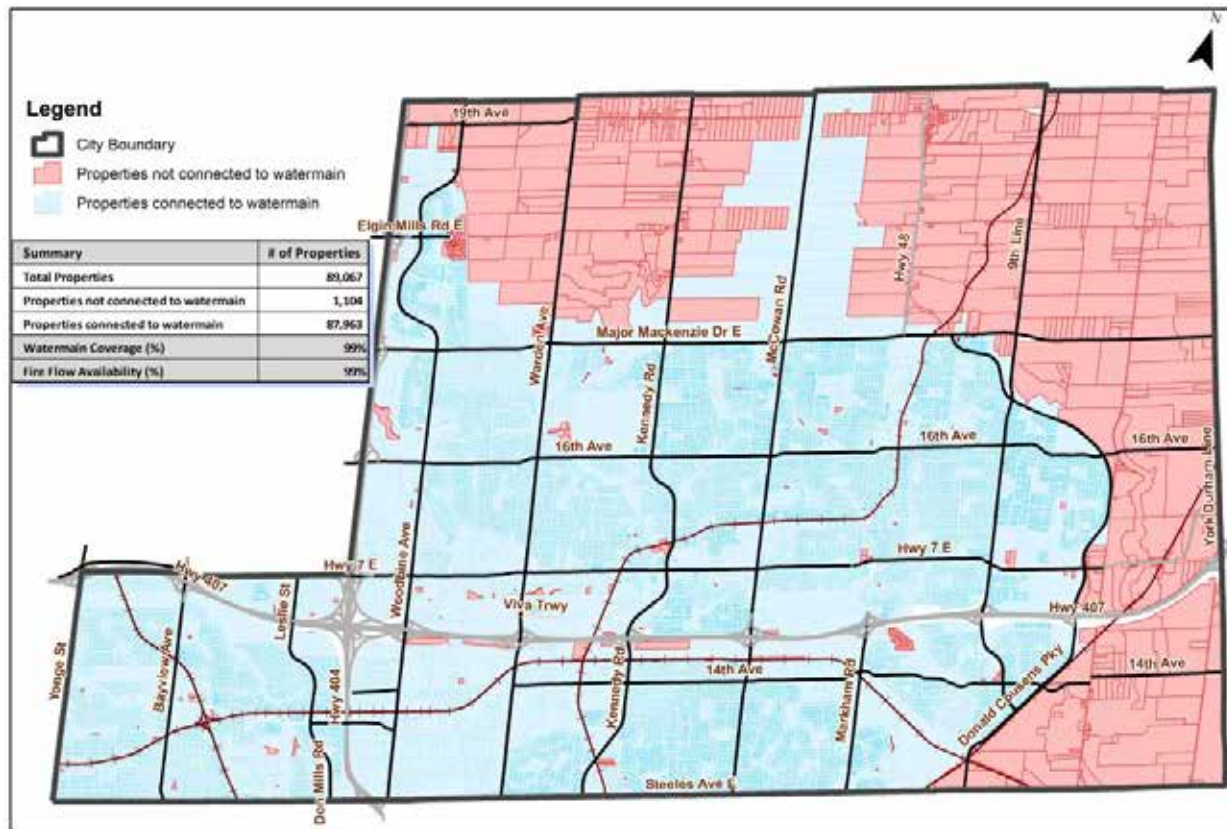 N
Legend
City Boundary
Properties not connected to watermain
Properties connected to watermain
Summary # of Properties
Total Properties 89,067
Properties not connected to watermain 1,104
Properties connected to watermain 87,963
Watermain Coverage (%) 99%
Fire Flow Availability (%) 99%
19th Ave
Elgin Mills Rd E
Hwy 48
9th Line
Warden Ave
Major Mackenzie Dr E
McCowan Rd
Kennedy Rd
16th Ave
16th Ave
16th Ave
York Durham Line
Woodbine Ave
Hwy 7 E
Hwy 7 E
Hwy 407
Viva Trwy
Hwy 407
Leslie St
Bayview Ave
Yonge St
Hwy 404
14th Ave
14th Ave
Kennedy Rd
Markham Rd
Donald Cousens Pky
Don Mills Rd
Steeles Ave E